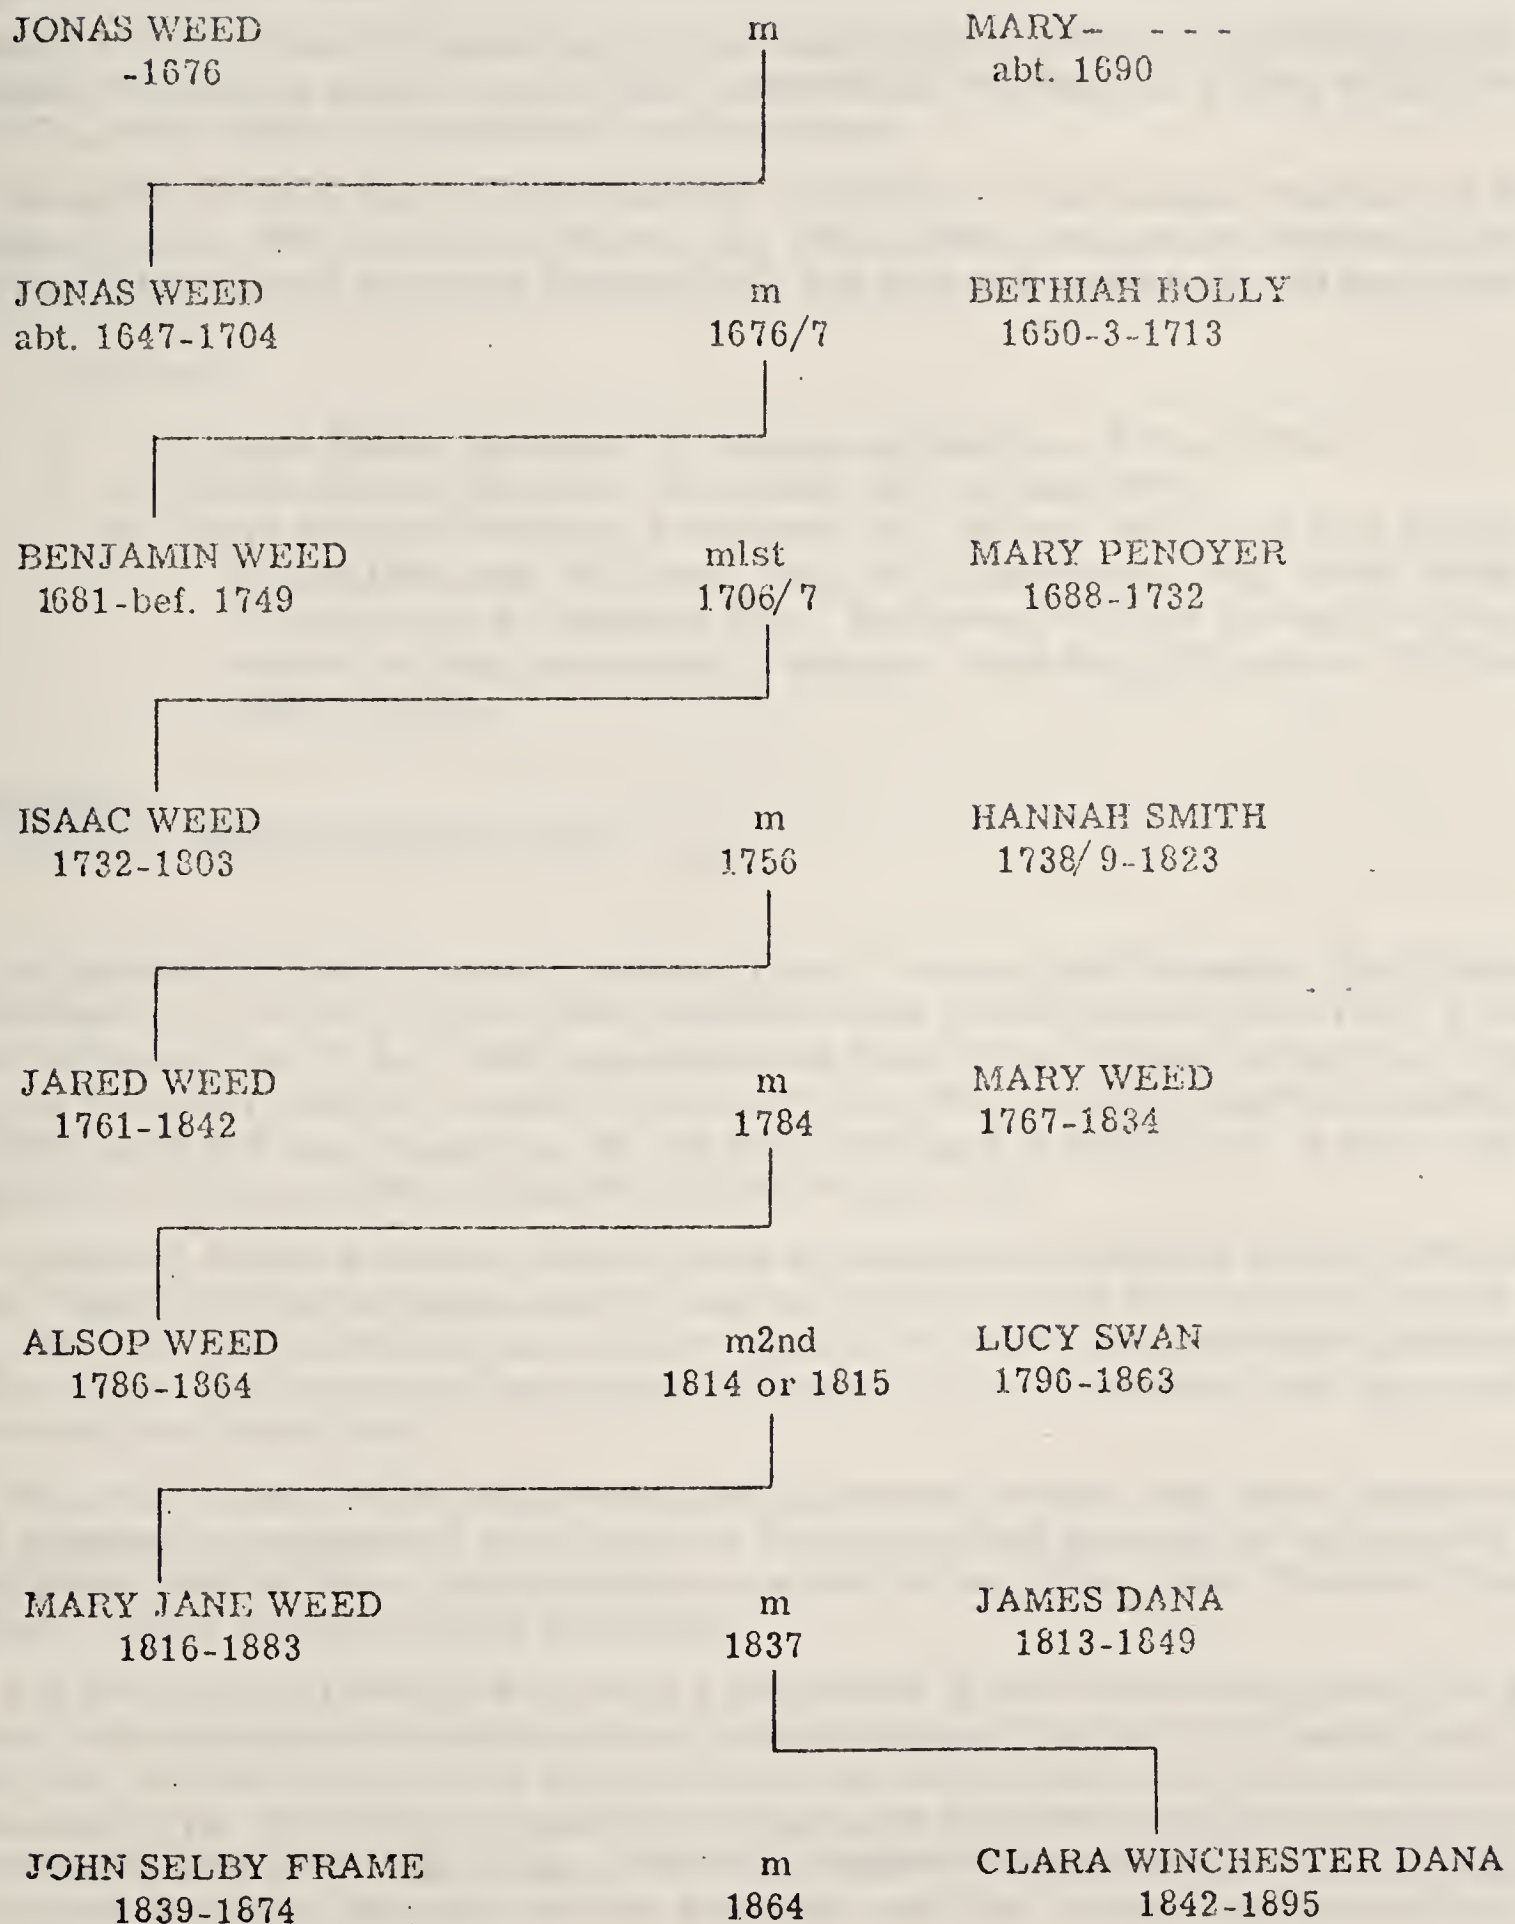 JONAS WEED m MARY- - - -
-1676 abt. 1690
JONAS WEED m BETHIAH HOLLY
abt. 1647-1704 1676/7 1650-3-1713
BENJAMIN WEED m1st MARY PENOYER
1681-bef. 1749 1706/7 1688-1732
ISAAC WEED m HANNAH SMITH
1732-1803 1756 1738/9-1823
JARED WEED m MARY WEED
1761-1842 1784 1767-1834
ALSOP WEED m2nd LUCY SWAN
1786-1864 1814 or 1815 1796-1863
MARY JANE WEED m JAMES DANA
1816-1883 1837 1813-1849
JOHN SELBY FRAME m CLARA WINCHESTER DANA
1839-1874 1864 1842-1895